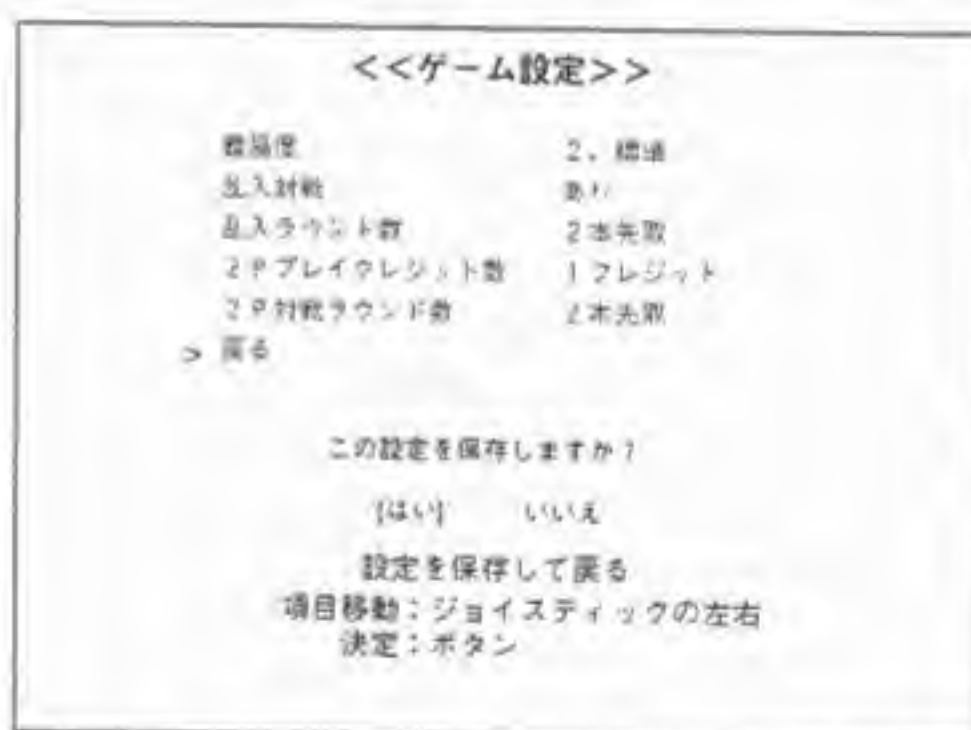 <<ゲーム設定>>
難易度 2. 標準
乱入対戦 あり
乱入ラウンド数 2本先取
2Pプレイクレジット数 1クレジット
2P対戦ラウンド数 2本先取
> 戻る
この設定を保存しますか?
[はい] いいえ
設定を保存して戻る
項目移動:ジョイスティックの左右
決定:ボタン